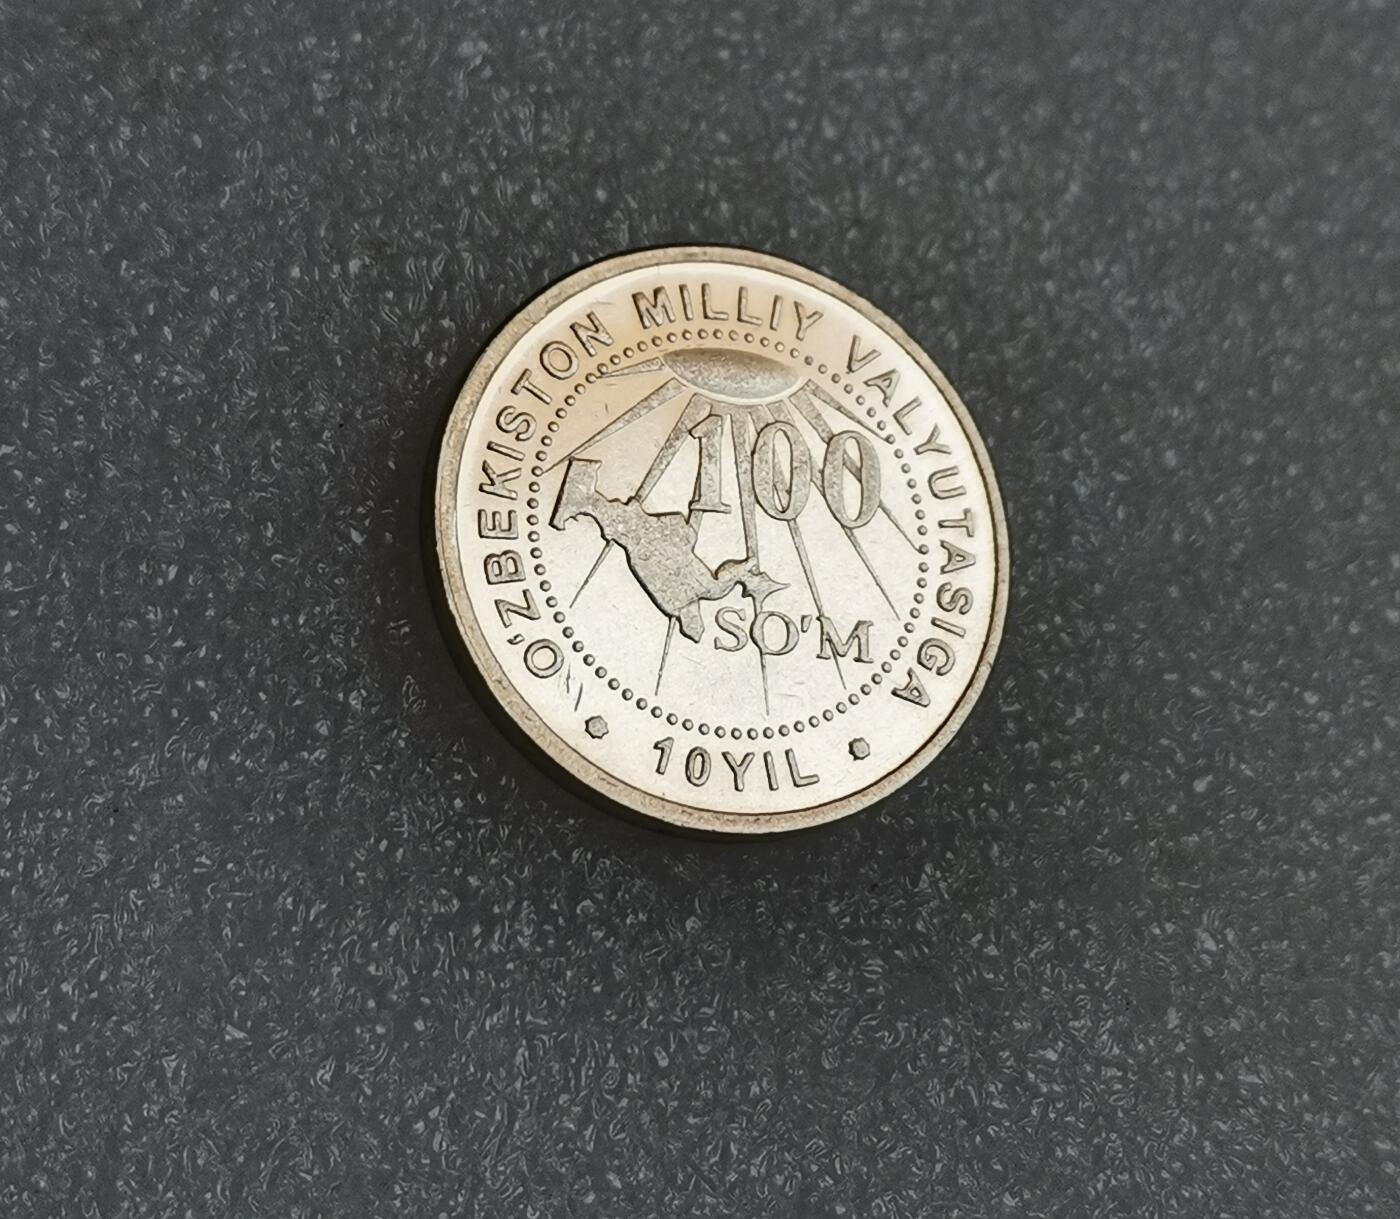 O'ZBEKISTON MILLIY VALYUTASIGA
100
SO'M
10YIL